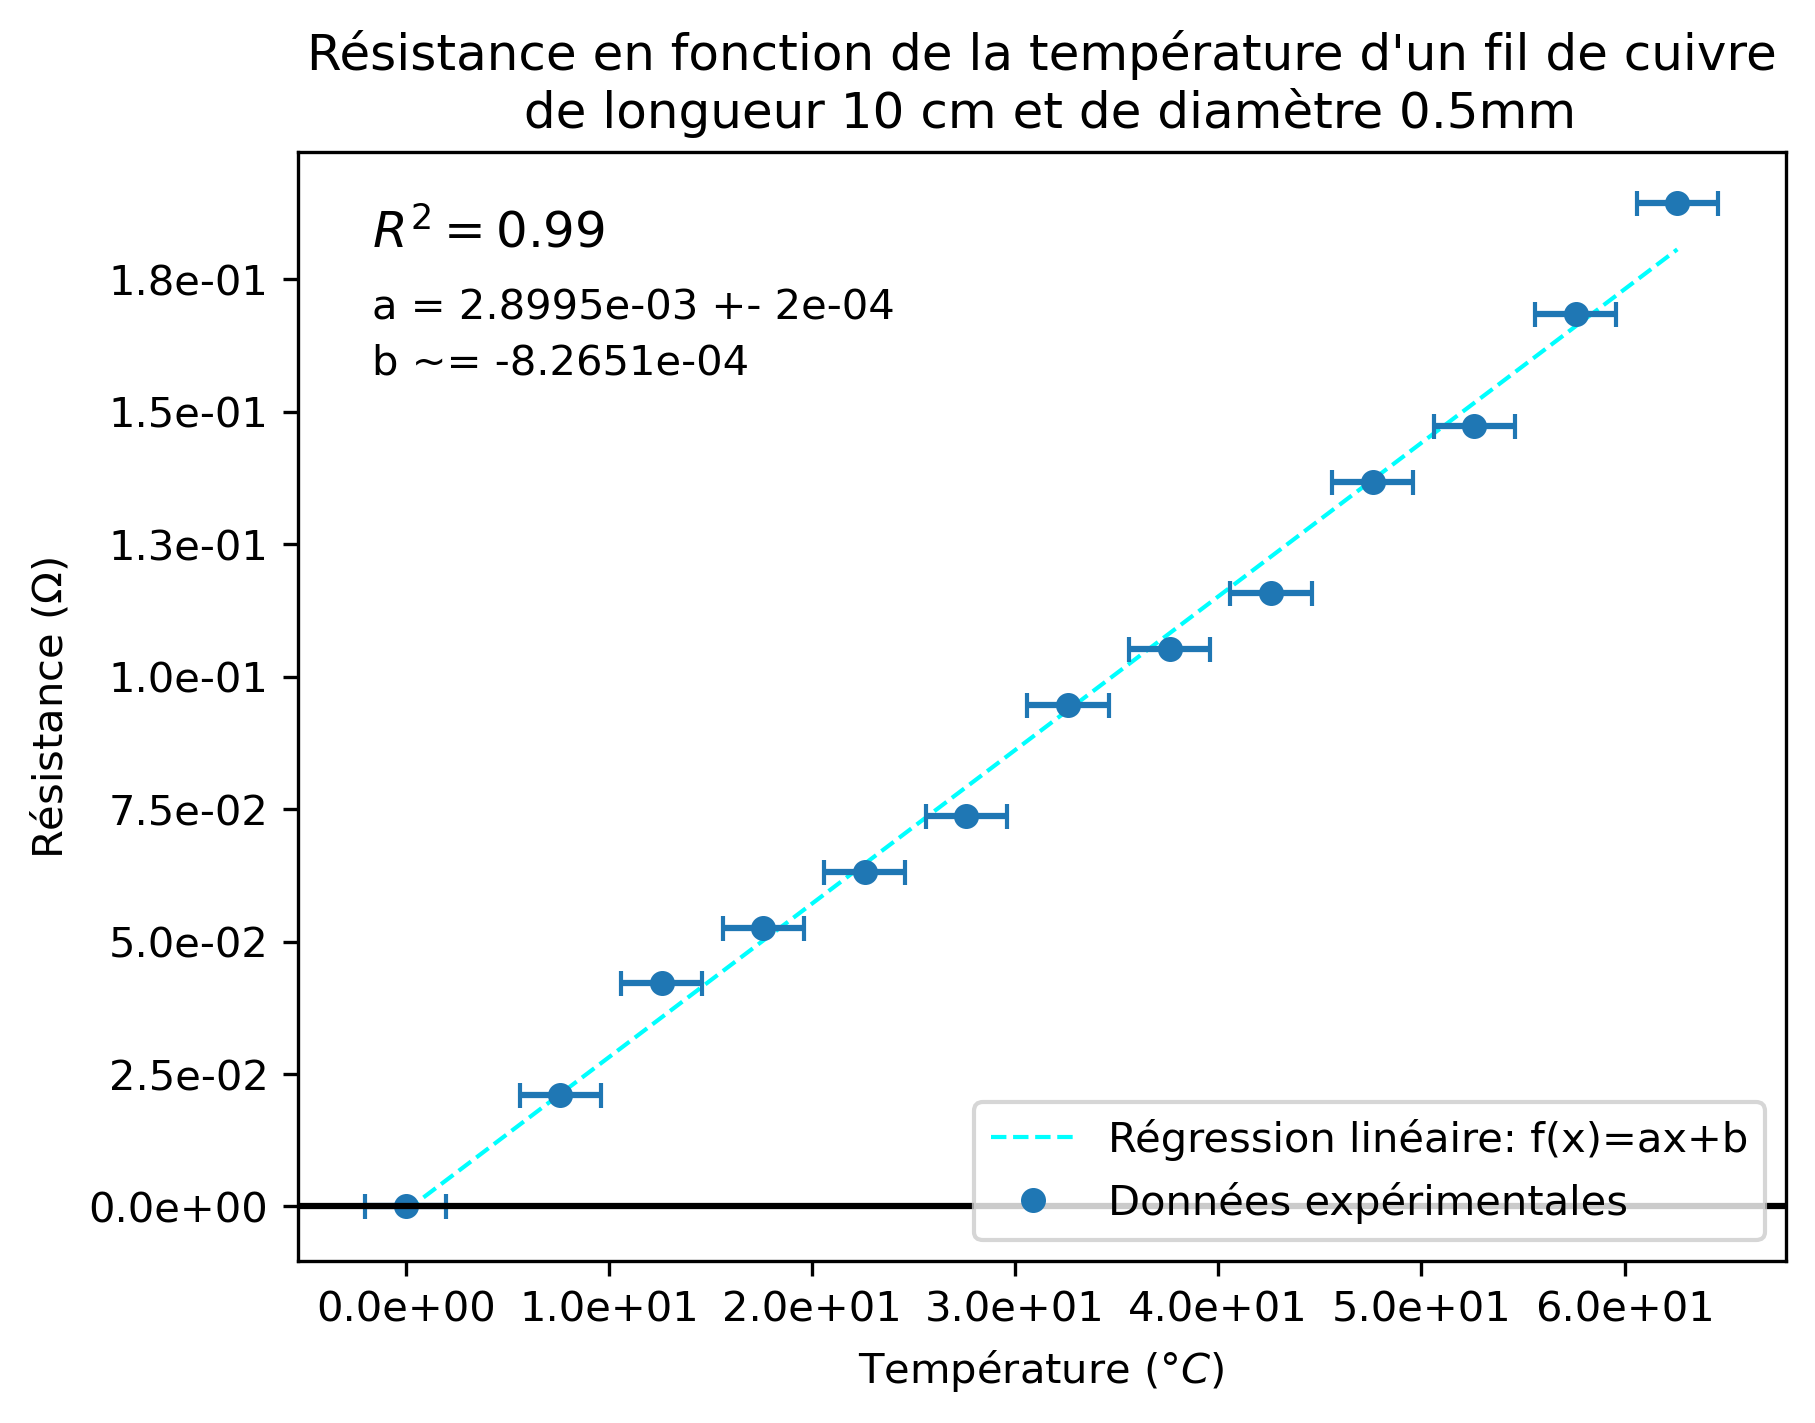 Résistance en fonction de la température d'un fil de cuivre
de longueur 10 cm et de diamètre 0.5mm
R² = 0.99
a = 2.8995e-03 +- 2e-04
b ~= -8.2651e-04
Résistance (Ω)
1.8e-01
1.5e-01
1.3e-01
1.0e-01
7.5e-02
5.0e-02
2.5e-02
0.0e+00
Régression linéaire: f(x)=ax+b
Données expérimentales
0.0e+00 1.0e+01 2.0e+01 3.0e+01 4.0e+01 5.0e+01 6.0e+01
Température (°C)